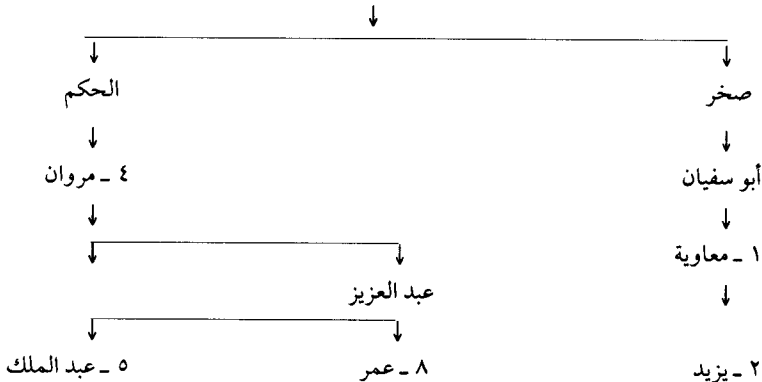 صخر الحكم
أبو سفيان ٤ ـ مروان
١ ـ معاوية
عبد العزيز
٢ ـ يزيد ٨ ـ عمر ٥ ـ عبد الملك